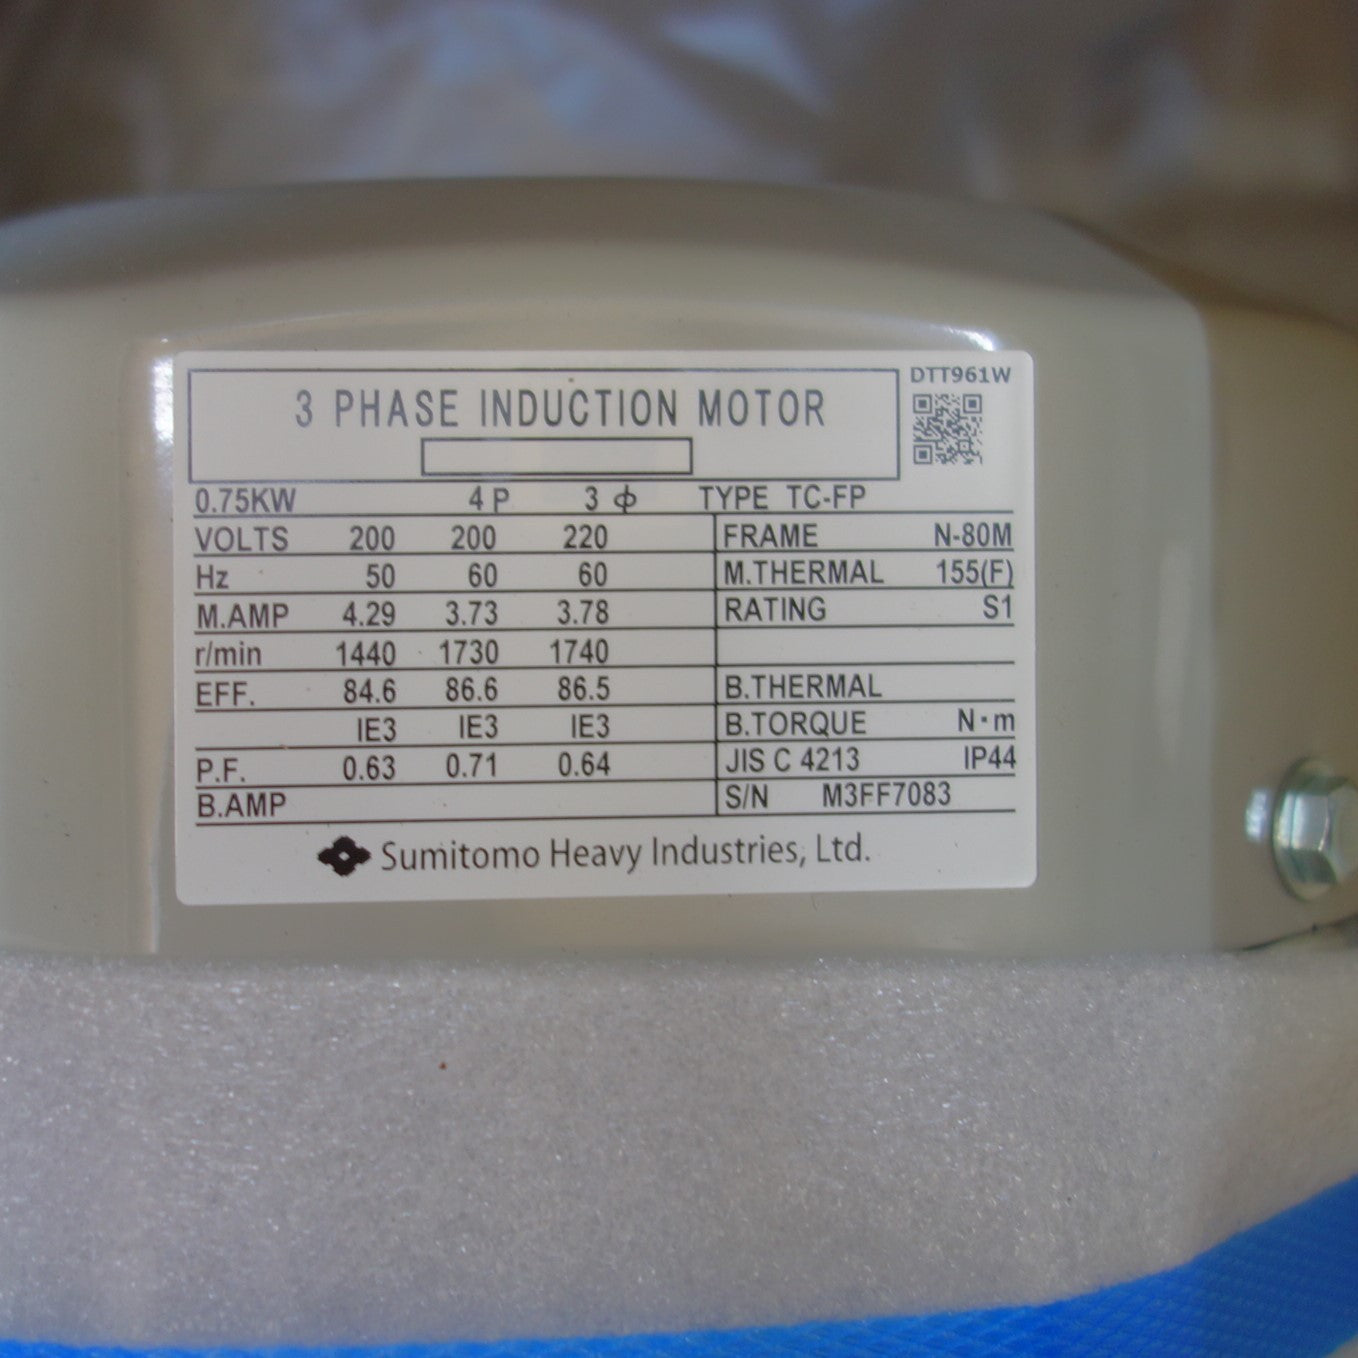 DTT961W
3 PHASE INDUCTION MOTOR
0.75KW 4P 3 ϕ TYPE TC-FP
VOLTS 200 200 220 FRAME N-80M
Hz 50 60 60 M.THERMAL 155(F)
M.AMP 4.29 3.73 3.78 RATING S1
r/min 1440 1730 1740
EFF. 84.6 86.6 86.5 B.THERMAL
IE3 IE3 IE3 B.TORQUE N·m
P.F. 0.63 0.71 0.64 JIS C 4213 IP44
B.AMP S/N M3FF7083
Sumitomo Heavy Industries, Ltd.